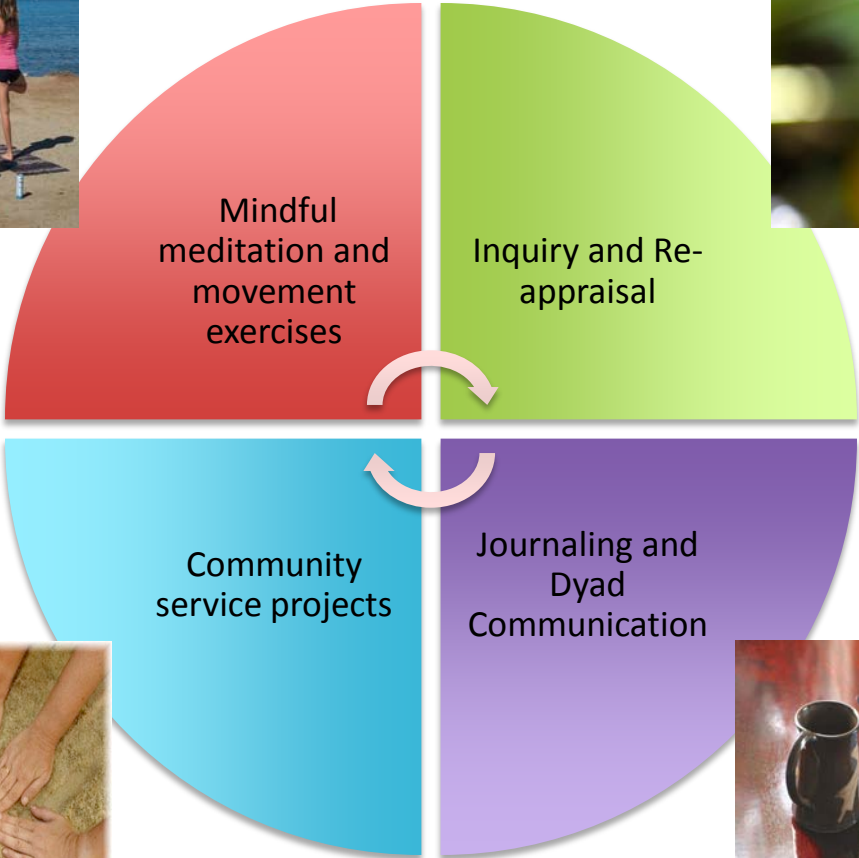 Mindful
meditation and
movement
exercises
Inquiry and Re-
appraisal
Community
service projects
Journaling and
Dyad
Communication